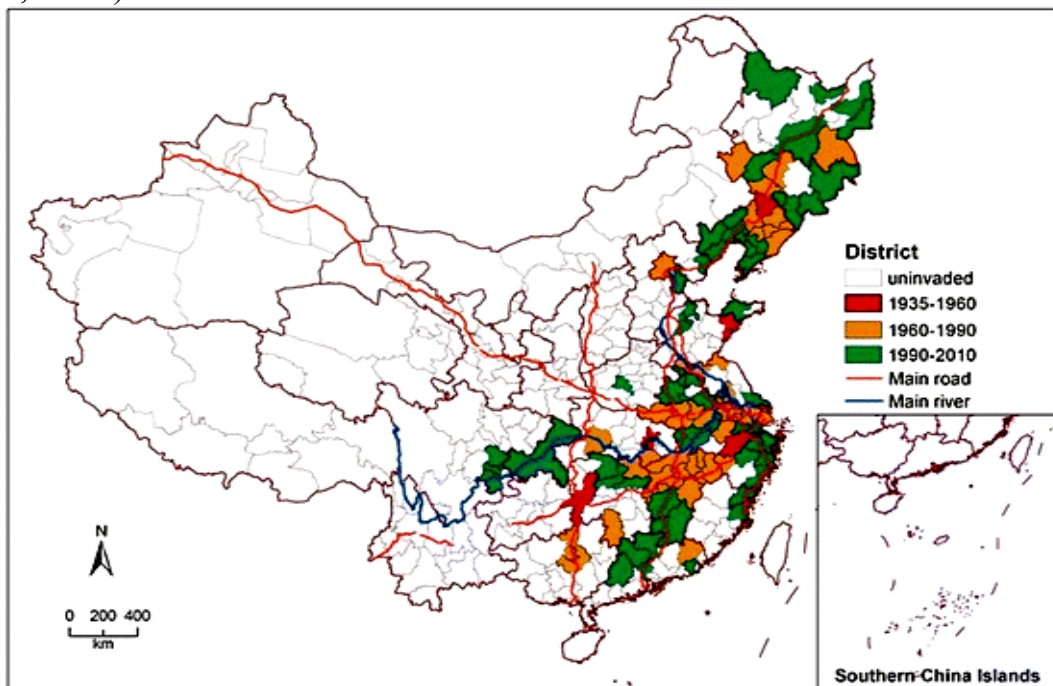 District
uninvaded
1935-1960
1960-1990
1990-2010
Main road
Main river
N
0 200 400
km
Southern China Islands